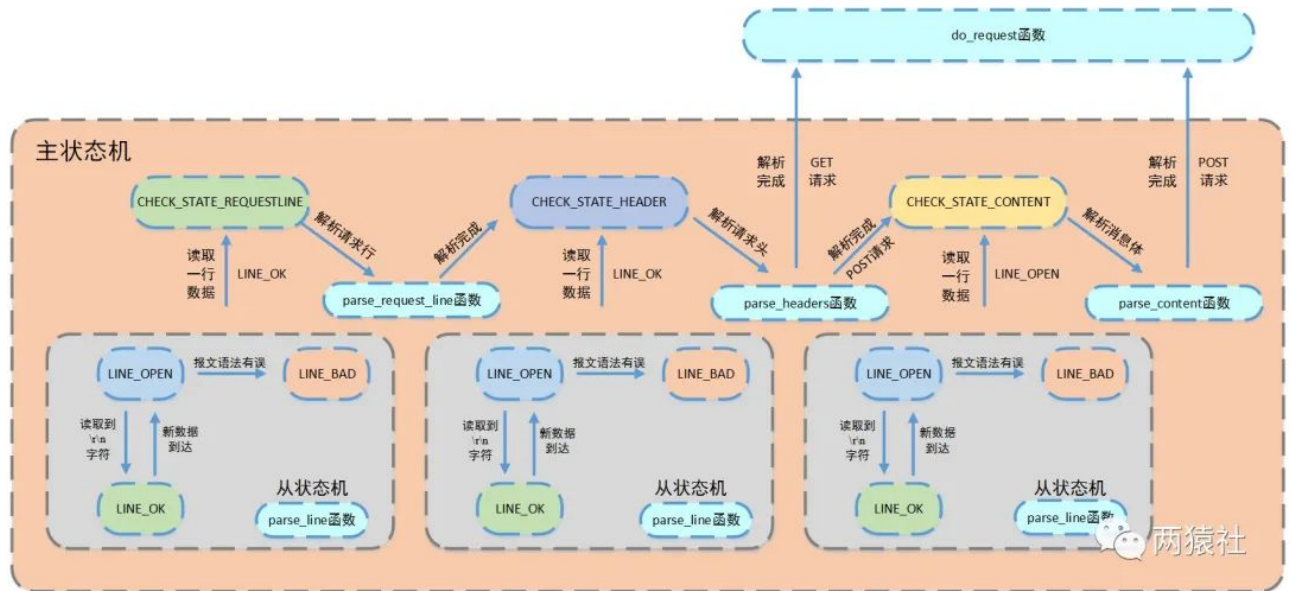 do_request函数
主状态机
解析
完成
GET
请求
解析
完成
POST
请求
CHECK_STATE_REQUESTLINE
CHECK_STATE_HEADER
CHECK_STATE_CONTENT
读取
一行
数据
LINE_OK
解析请求行
parse_request_line函数
解析完成
读取
一行
数据
LINE_OK
解析请求头
parse_headers函数
解析完成
POST请求
读取
一行
数据
LINE_OPEN
解析消息体
parse_content函数
LINE_OPEN
报文语法有误
LINE_BAD
读取到
\r\n
字符
新数据
到达
LINE_OK
从状态机
parse_line函数
LINE_OPEN
报文语法有误
LINE_BAD
读取到
\r\n
字符
新数据
到达
LINE_OK
从状态机
parse_line函数
LINE_OPEN
报文语法有误
LINE_BAD
读取到
\r\n
字符
新数据
到达
LINE_OK
从状态机
parse_line函数
两猿社